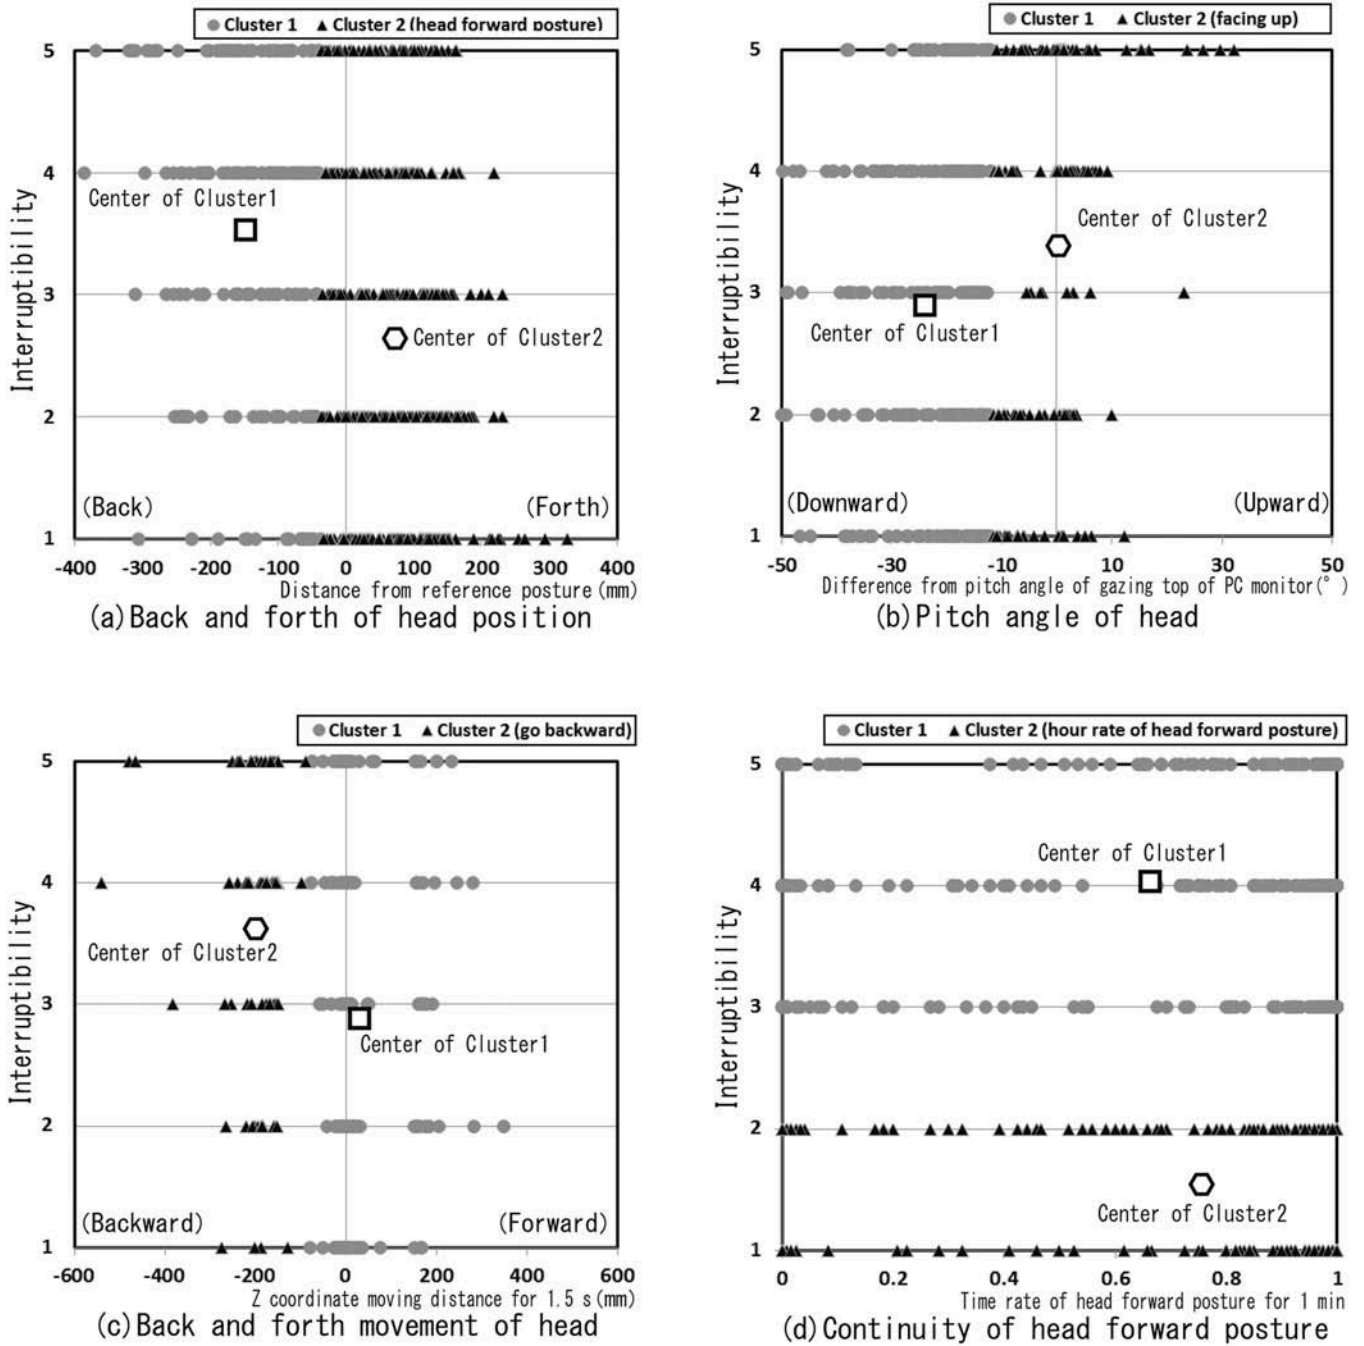 Cluster 1 Cluster 2 (head forward posture)
5
4
3
2
1
Interruptibility
Center of Cluster1
Center of Cluster2
(Back) (Forth)
-400 -300 -200 -100 0 100 200 300 400
Distance from reference posture(mm)
(a)Back and forth of head position
Cluster 1 Cluster 2 (facing up)
5
4
3
2
1
Interruptibility
Center of Cluster2
Center of Cluster1
(Downward) (Upward)
-50 -30 -10 10 30 50
Difference from pitch angle of gazing top of PC monitor(°)
(b)Pitch angle of head
Cluster 1 Cluster 2 (go backward)
5
4
3
2
1
Interruptibility
Center of Cluster2
Center of Cluster1
(Backward) (Forward)
-600 -400 -200 0 200 400 600
Z coordinate moving distance for 1.5 s(mm)
(c)Back and forth movement of head
Cluster 1 Cluster 2 (hour rate of head forward posture)
5
4
3
2
1
Interruptibility
Center of Cluster1
Center of Cluster2
0 0.2 0.4 0.6 0.8 1
Time rate of head forward posture for 1 min
(d)Continuity of head forward posture